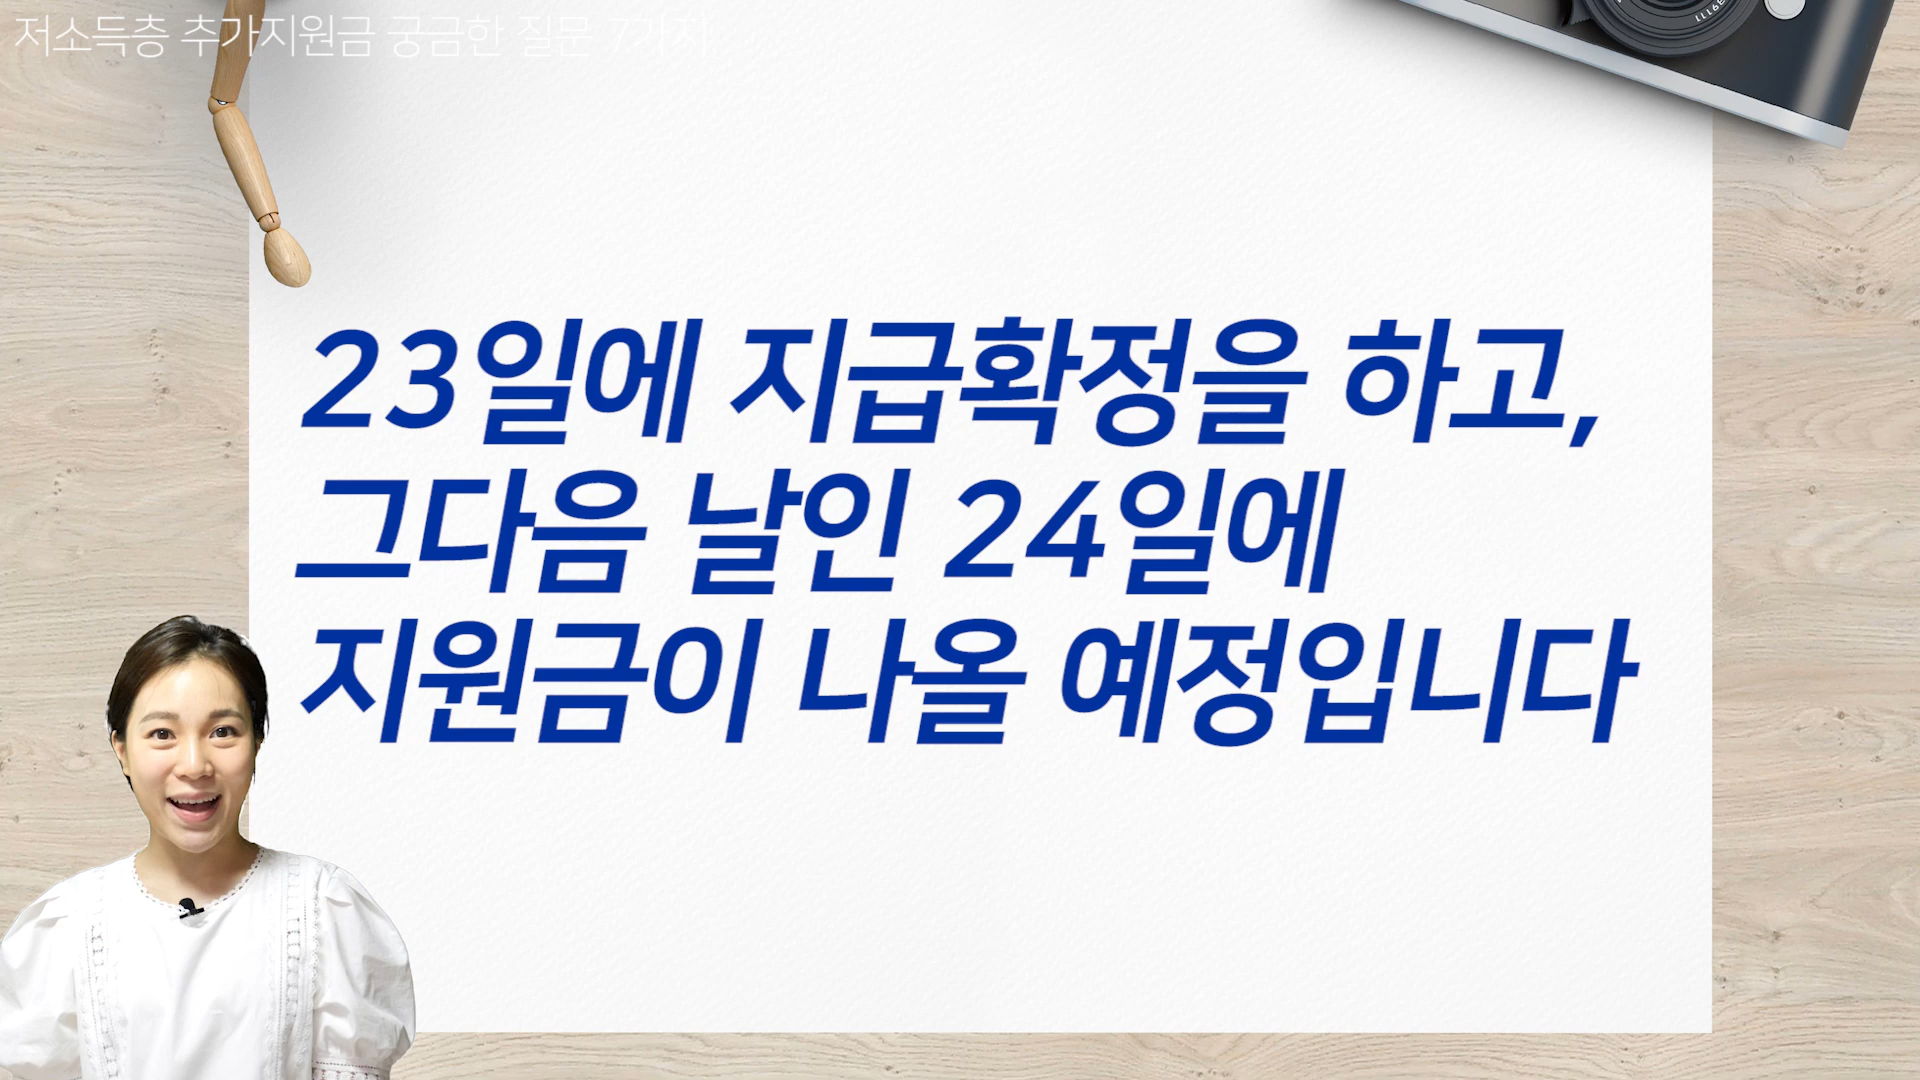 저소득층 추가지원금 궁금한 질문 7가지
23일에 지급확정을 하고,
그다음 날인 24일에
지원금이 나올 예정입니다